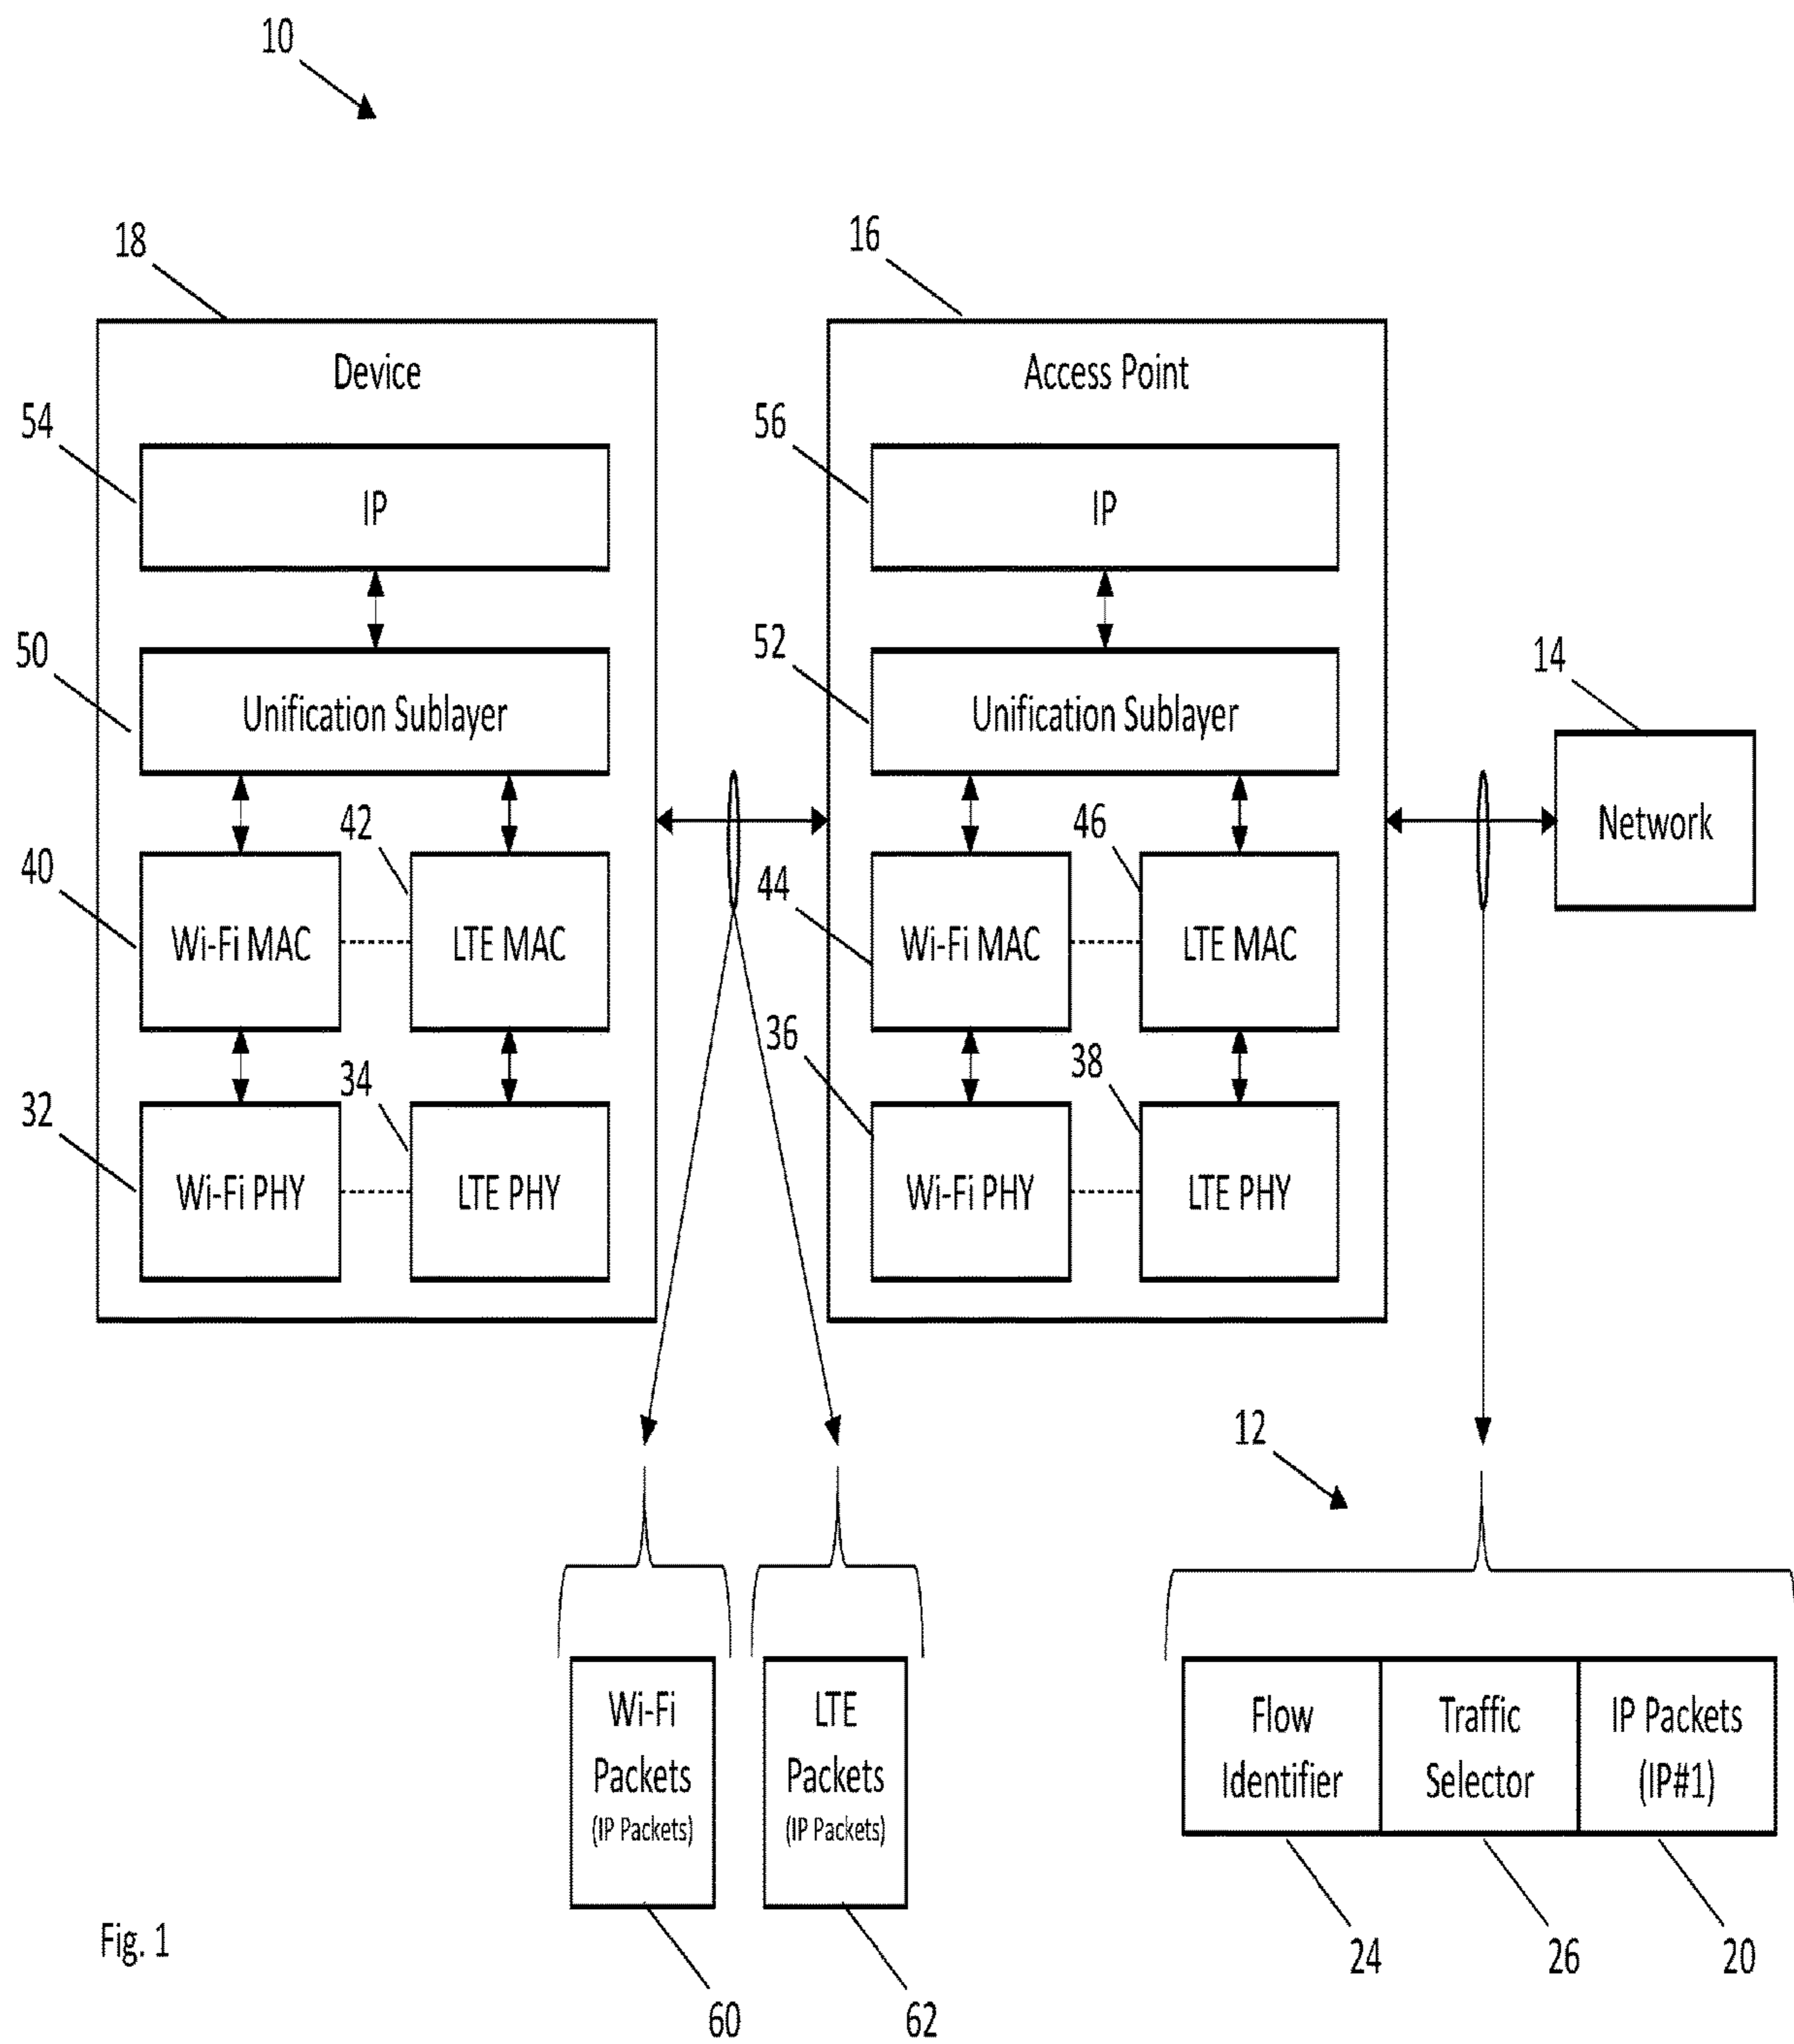 10
18
16
Device
Access Point
54
56
IP
IP
50
52
14
Unification Sublayer
Unification Sublayer
Network
42
46
40
44
Wi-Fi MAC
LTE MAC
Wi-Fi MAC
LTE MAC
36
38
34
32
Wi-Fi PHY
LTE PHY
Wi-Fi PHY
LTE PHY
12
Wi-Fi
Packets
(IP Packets)
LTE
Packets
(IP Packets)
Flow
Identifier
Traffic
Selector
IP Packets
(IP#1)
Fig. 1
24
26
20
60
62